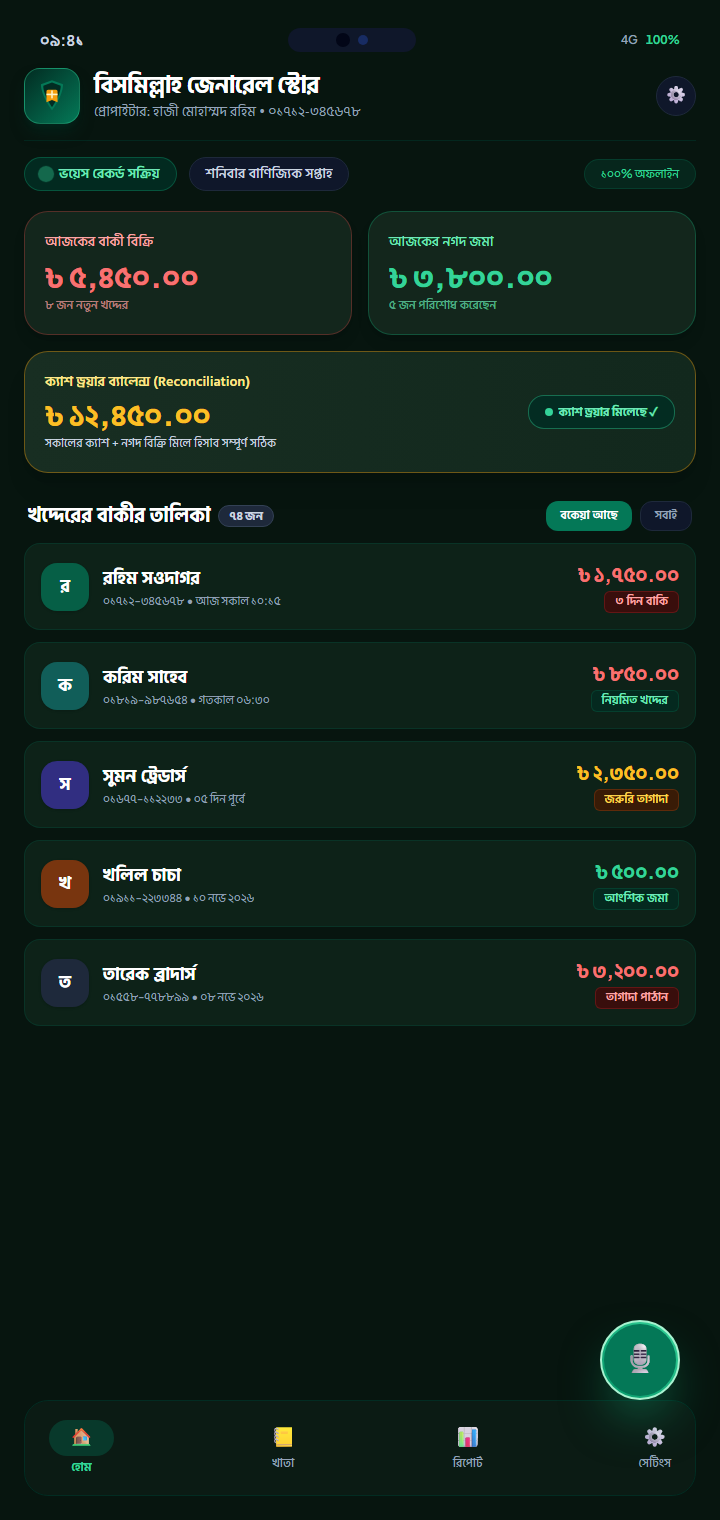 ০৯:৪১
4G 100%
বিসমিল্লাহ জেনারেল স্টোর
প্রোপাইটার: হাজী মোহাম্মদ রহিম • ০১৭১২-৩৪৫৬৭৮
ভয়েস রেকর্ড সক্রিয়
শনিবার বাণিজ্যিক সপ্তাহ
১০০% অফলাইন
আজকের বাকী বিক্রি
৳ ৫,৪৫০.০০
৮ জন নতুন খদ্দের
আজকের নগদ জমা
৳ ৩,৮০০.০০
৫ জন পরিশোধ করেছেন
ক্যাশ ড্রয়ার ব্যালেন্স (Reconciliation)
৳ ১২,৪৫০.০০
সকালের ক্যাশ + নগদ বিক্রি মিলে হিসাব সম্পূর্ণ সঠিক
ক্যাশ ড্রয়ার মিলেছে ✓
খদ্দেরের বাকীর তালিকা
৭৪ জন
বকেয়া আছে
সবাই
র
রহিম সওদাগর
০১৭১২-৩৪৫৬৭৮ • আজ সকাল ১০:১৫
৳ ১,৭৫০.০০
৩ দিন বাকি
ক
করিম সাহেব
০১৮১৯-৯৮৭৬৫৪ • গতকাল ০৬:৩০
৳ ৮৫০.০০
নিয়মিত খদ্দের
স
সুমন ট্রেডার্স
০১৬৭৭-১১২২৩৩ • ০৫ দিন পূর্বে
৳ ২,৩৫০.০০
জরুরি তাগাদা
খ
খলিল চাচা
০১৯১১-২২৩৩৪৪ • ১০ নভে ২০২৬
৳ ৫০০.০০
আংশিক জমা
ত
তারেক ব্রাদার্স
০১৫৫৮-৭৭৮৮৯৯ • ০৮ নভে ২০২৬
৳ ৩,২০০.০০
তাগাদা পাঠান
হোম
খাতা
রিপোর্ট
সেটিংস